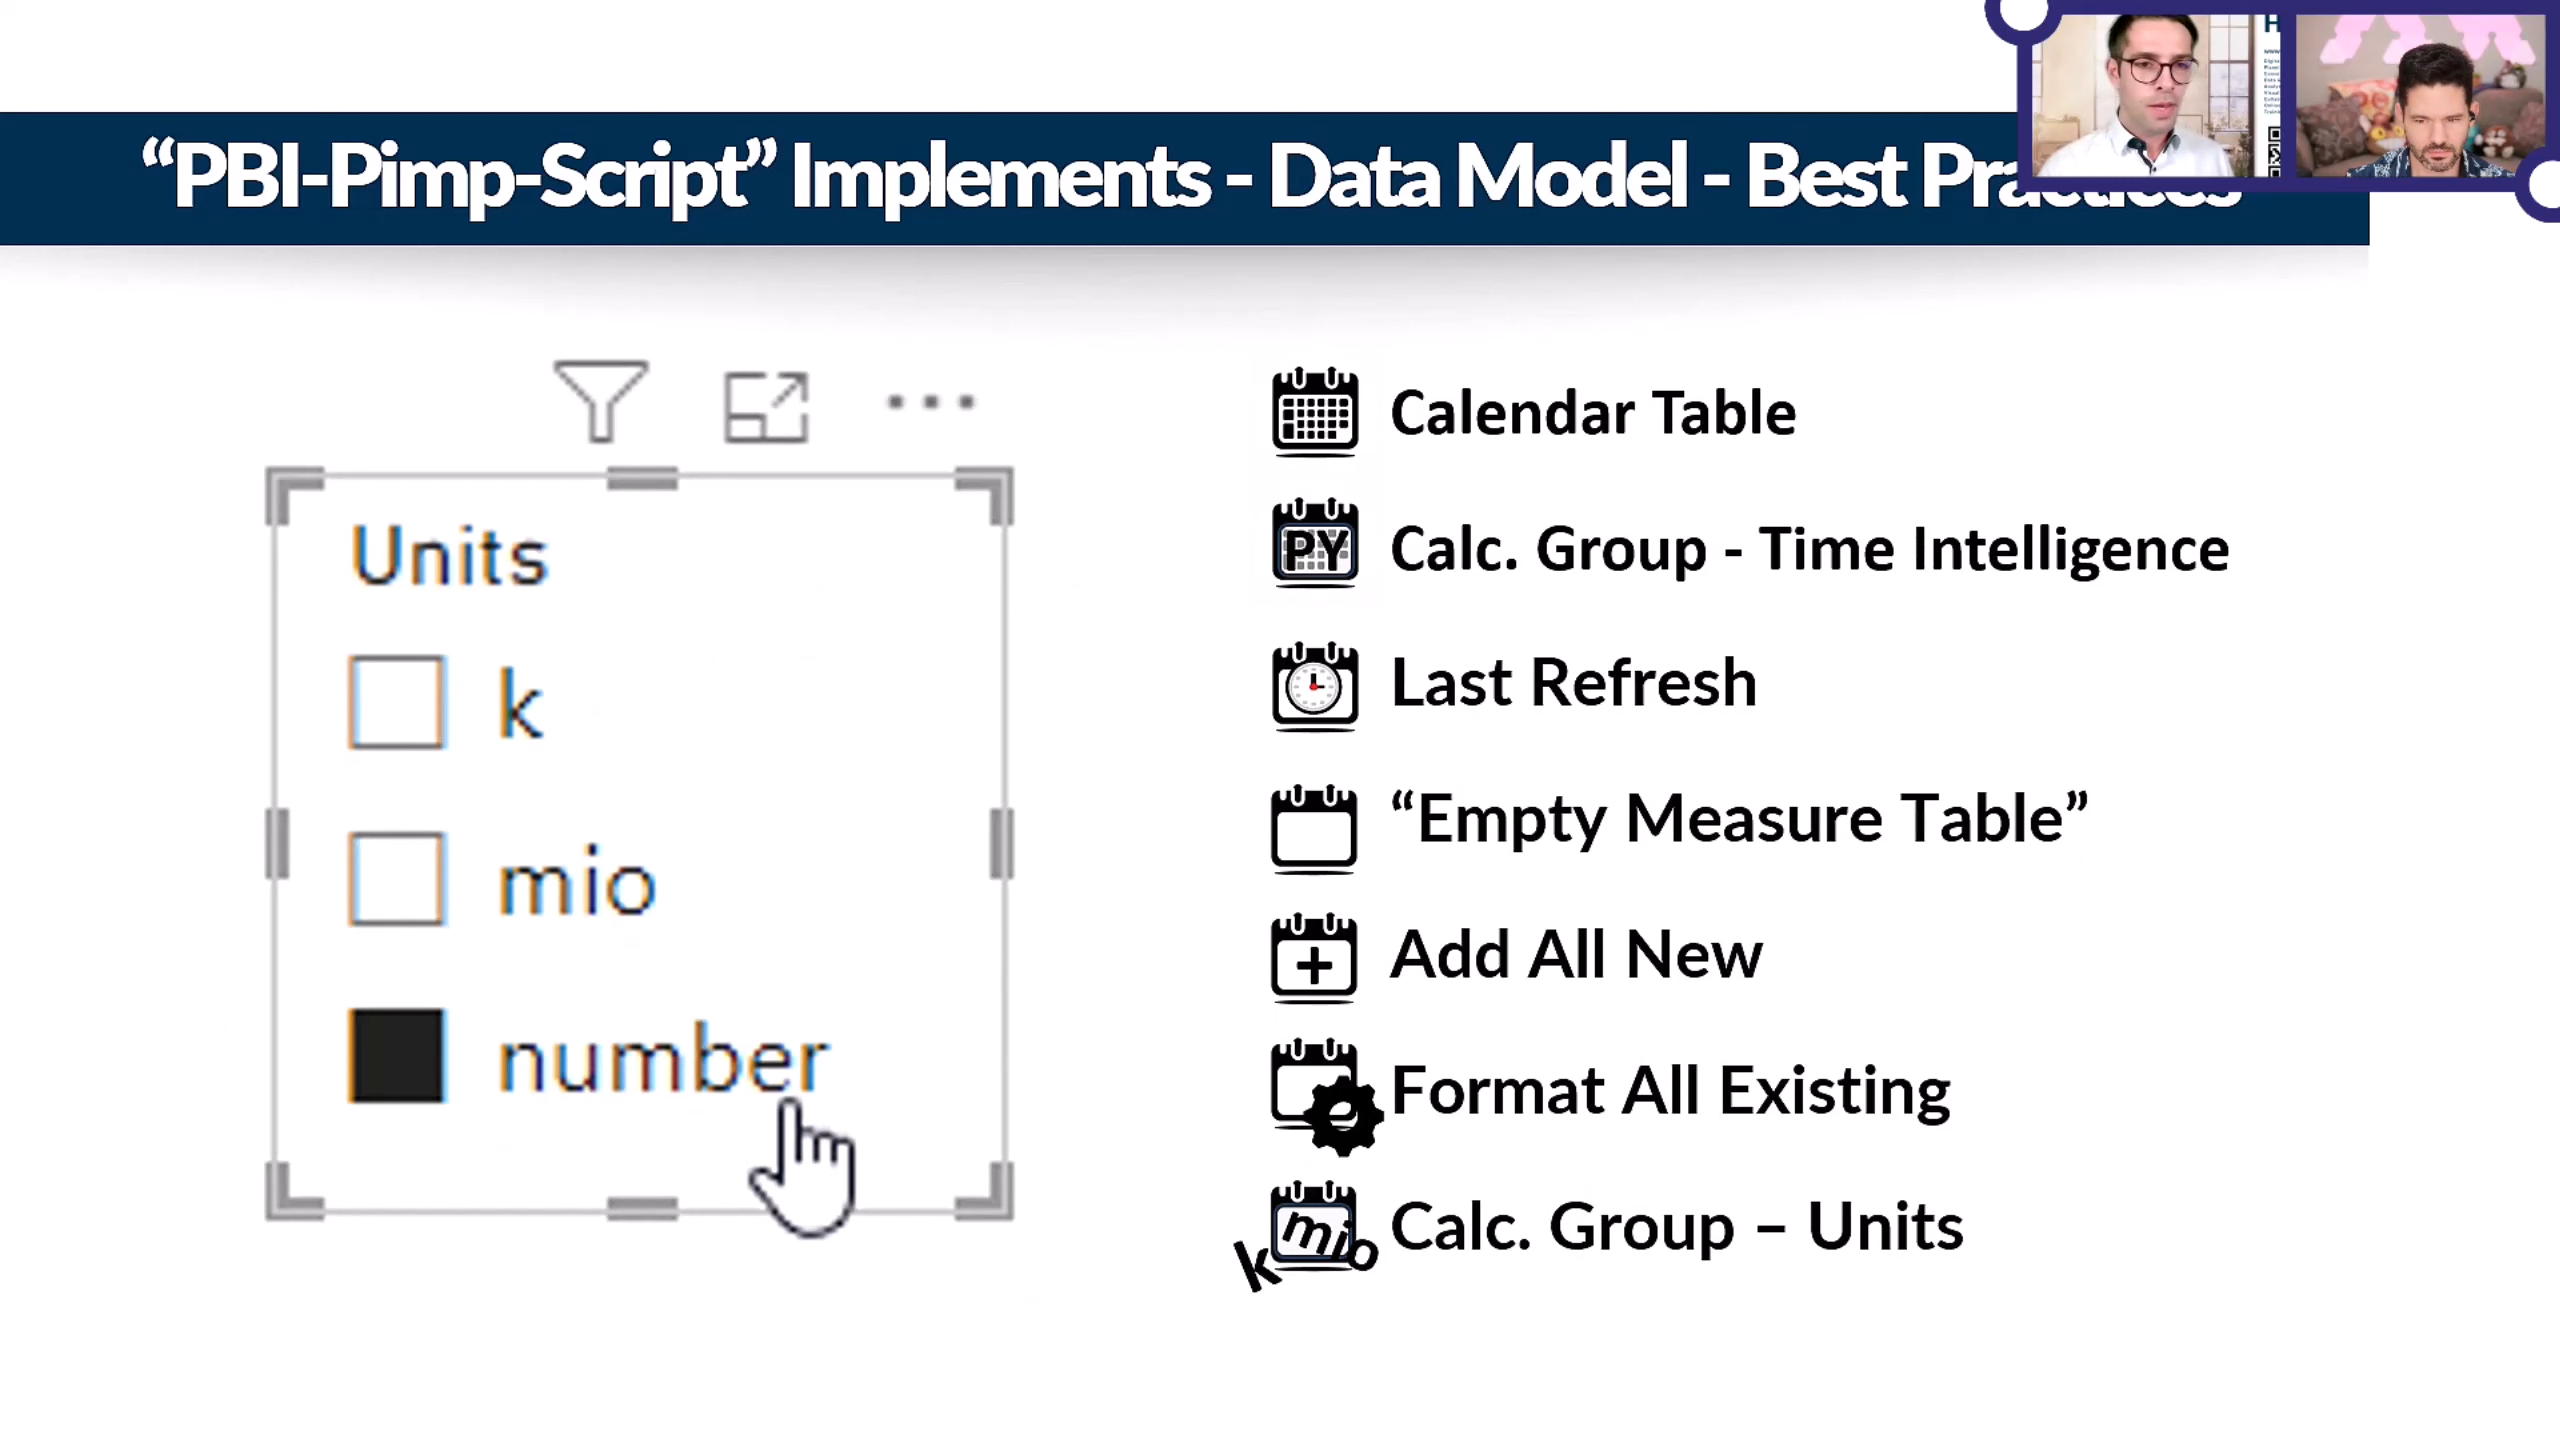 “PBI-Pimp-Script” Implements - Data Model - Best Practices
Units
k
mio
number
Calendar Table
PY
Calc. Group - Time Intelligence
Last Refresh
“Empty Measure Table”
Add All New
Format All Existing
k mio
Calc. Group – Units